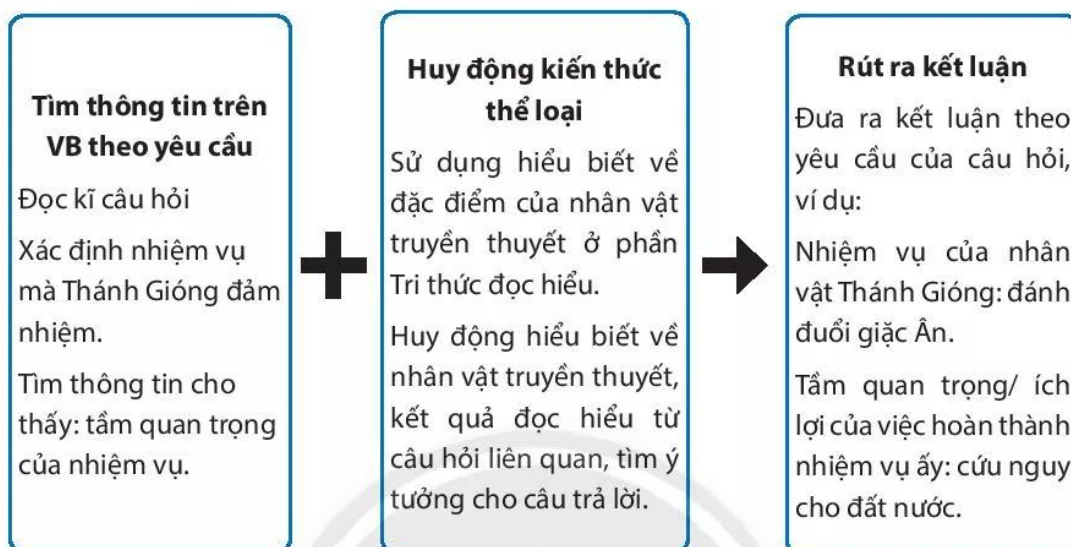 Tìm thông tin trên
VB theo yêu cầu
Đọc kĩ câu hỏi
Xác định nhiệm vụ
mà Thánh Gióng đảm
nhiệm.
Tìm thông tin cho
thấy: tầm quan trọng
của nhiệm vụ.
Huy động kiến thức
thể loại
Sử dụng hiểu biết về
đặc điểm của nhân vật
truyền thuyết ở phần
Tri thức đọc hiểu.
Huy động hiểu biết về
nhân vật truyền thuyết,
kết quả đọc hiểu từ
câu hỏi liên quan, tìm ý
tưởng cho câu trả lời.
Rút ra kết luận
Đưa ra kết luận theo
yêu cầu của câu hỏi,
ví dụ:
Nhiệm vụ của nhân
vật Thánh Gióng: đánh
đuổi giặc Ân.
Tầm quan trọng/ ích
lợi của việc hoàn thành
nhiệm vụ ấy: cứu nguy
cho đất nước.